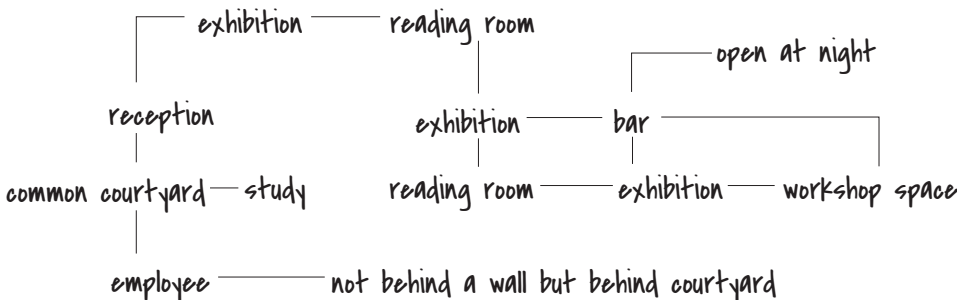 exhibition reading room
open at night
reception exhibition bar
common courtyard study reading room exhibition workshop space
employee not behind a wall but behind courtyard